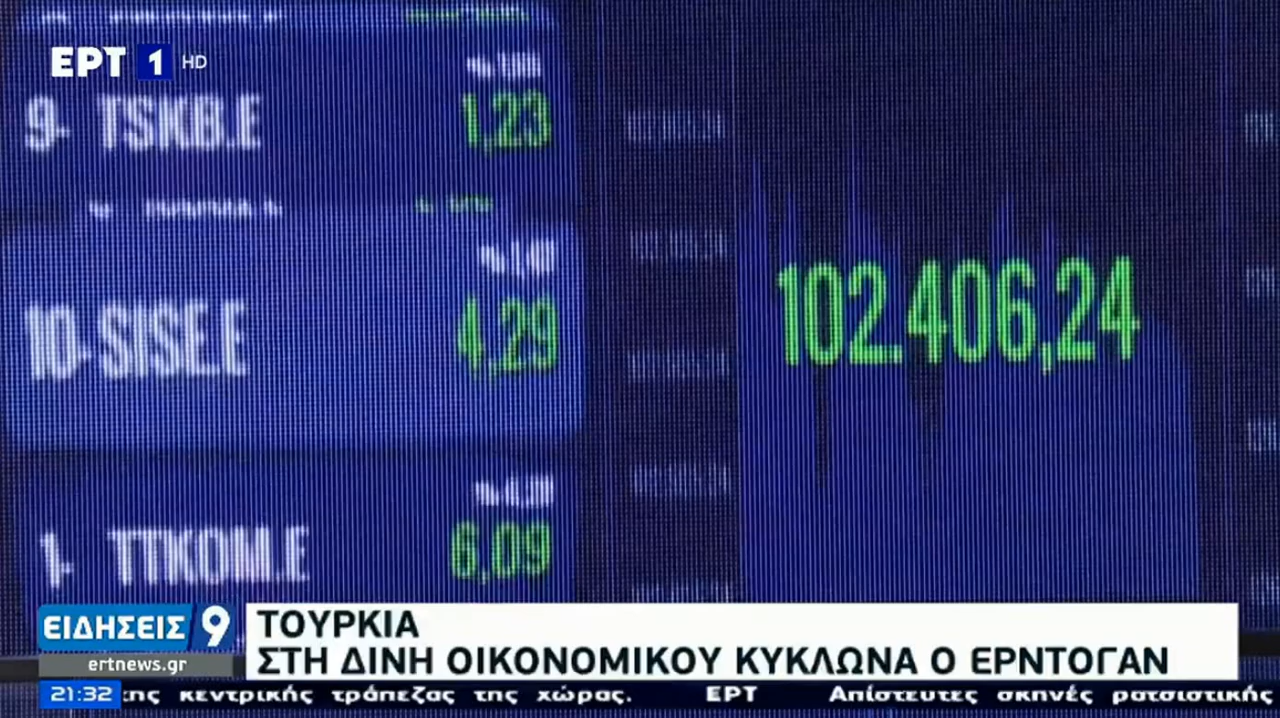 ΕΡΤ 1 HD
9- TSKB.E 1,23
10- SISE.E 4,29
102.406,24
1- TTKOM.E 6,09
ΕΙΔΗΣΕΙΣ 9
ertnews.gr
ΤΟΥΡΚΙΑ
ΣΤΗ ΔΙΝΗ ΟΙΚΟΝΟΜΙΚΟΥ ΚΥΚΛΩΝΑ Ο ΕΡΝΤΟΓΑΝ
21:32 της κεντρικής τράπεζας της χώρας. ΕΡΤ Απίστευτες σκηνές ρατσιστικής